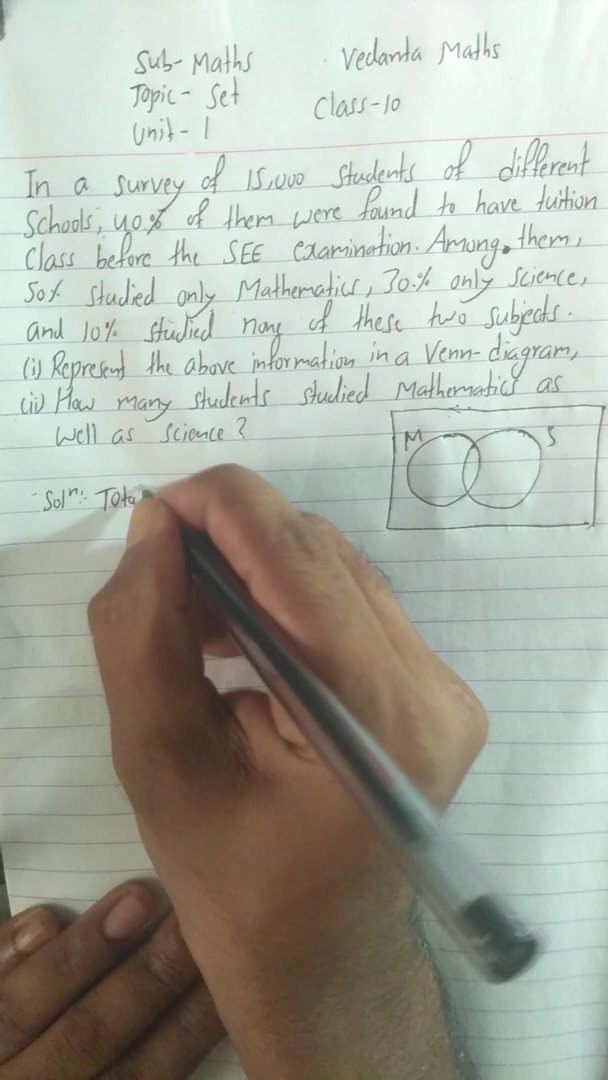 Sub- Maths Vedanta Maths
Topic- Set Class-10
Unit- 1
In a survey of 15,000 students of different
Schools, 40% of them were found to have tuition
Class before the SEE examination. Among them,
50% studied only Mathematics, 30% only science,
and 10% studied none of these two subjects.
(i) Represent the above information in a Venn-diagram,
(ii) How many students studied Mathematics as
well as science?
M S
Solⁿ: Tota